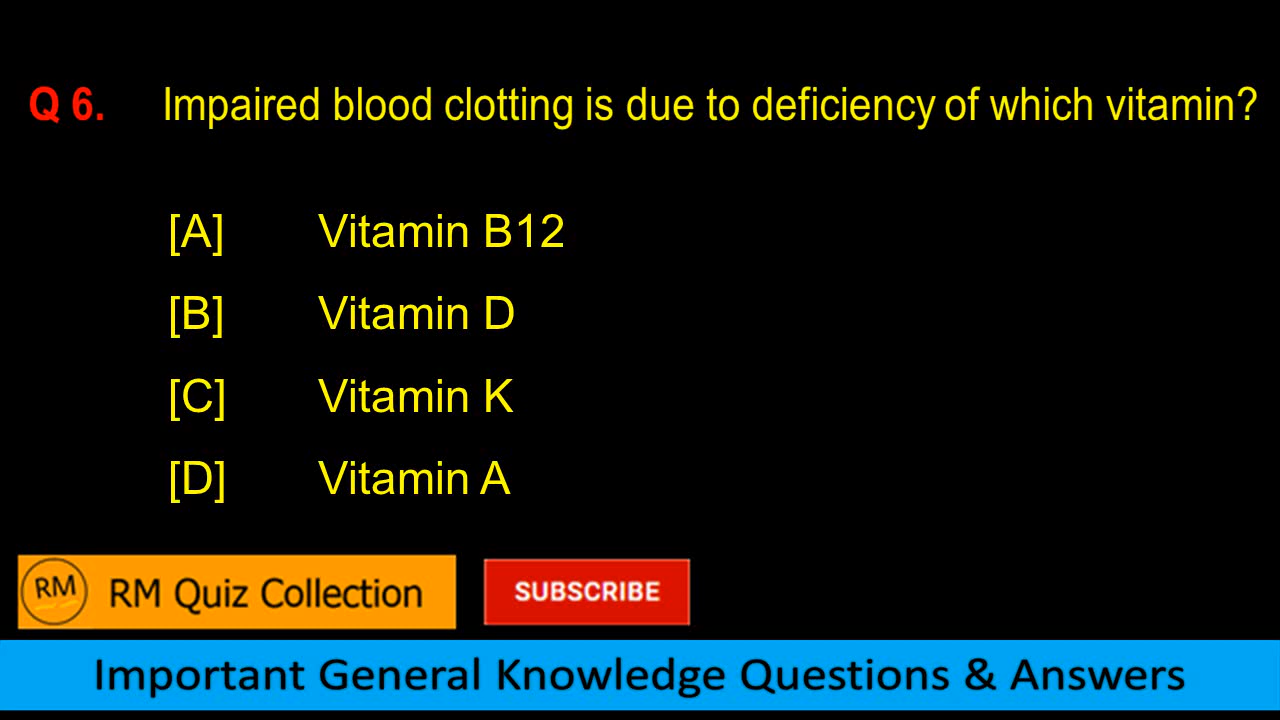 Q 6. Impaired blood clotting is due to deficiency of which vitamin?
[A] Vitamin B12
[B] Vitamin D
[C] Vitamin K
[D] Vitamin A
RM RM Quiz Collection SUBSCRIBE
Important General Knowledge Questions & Answers